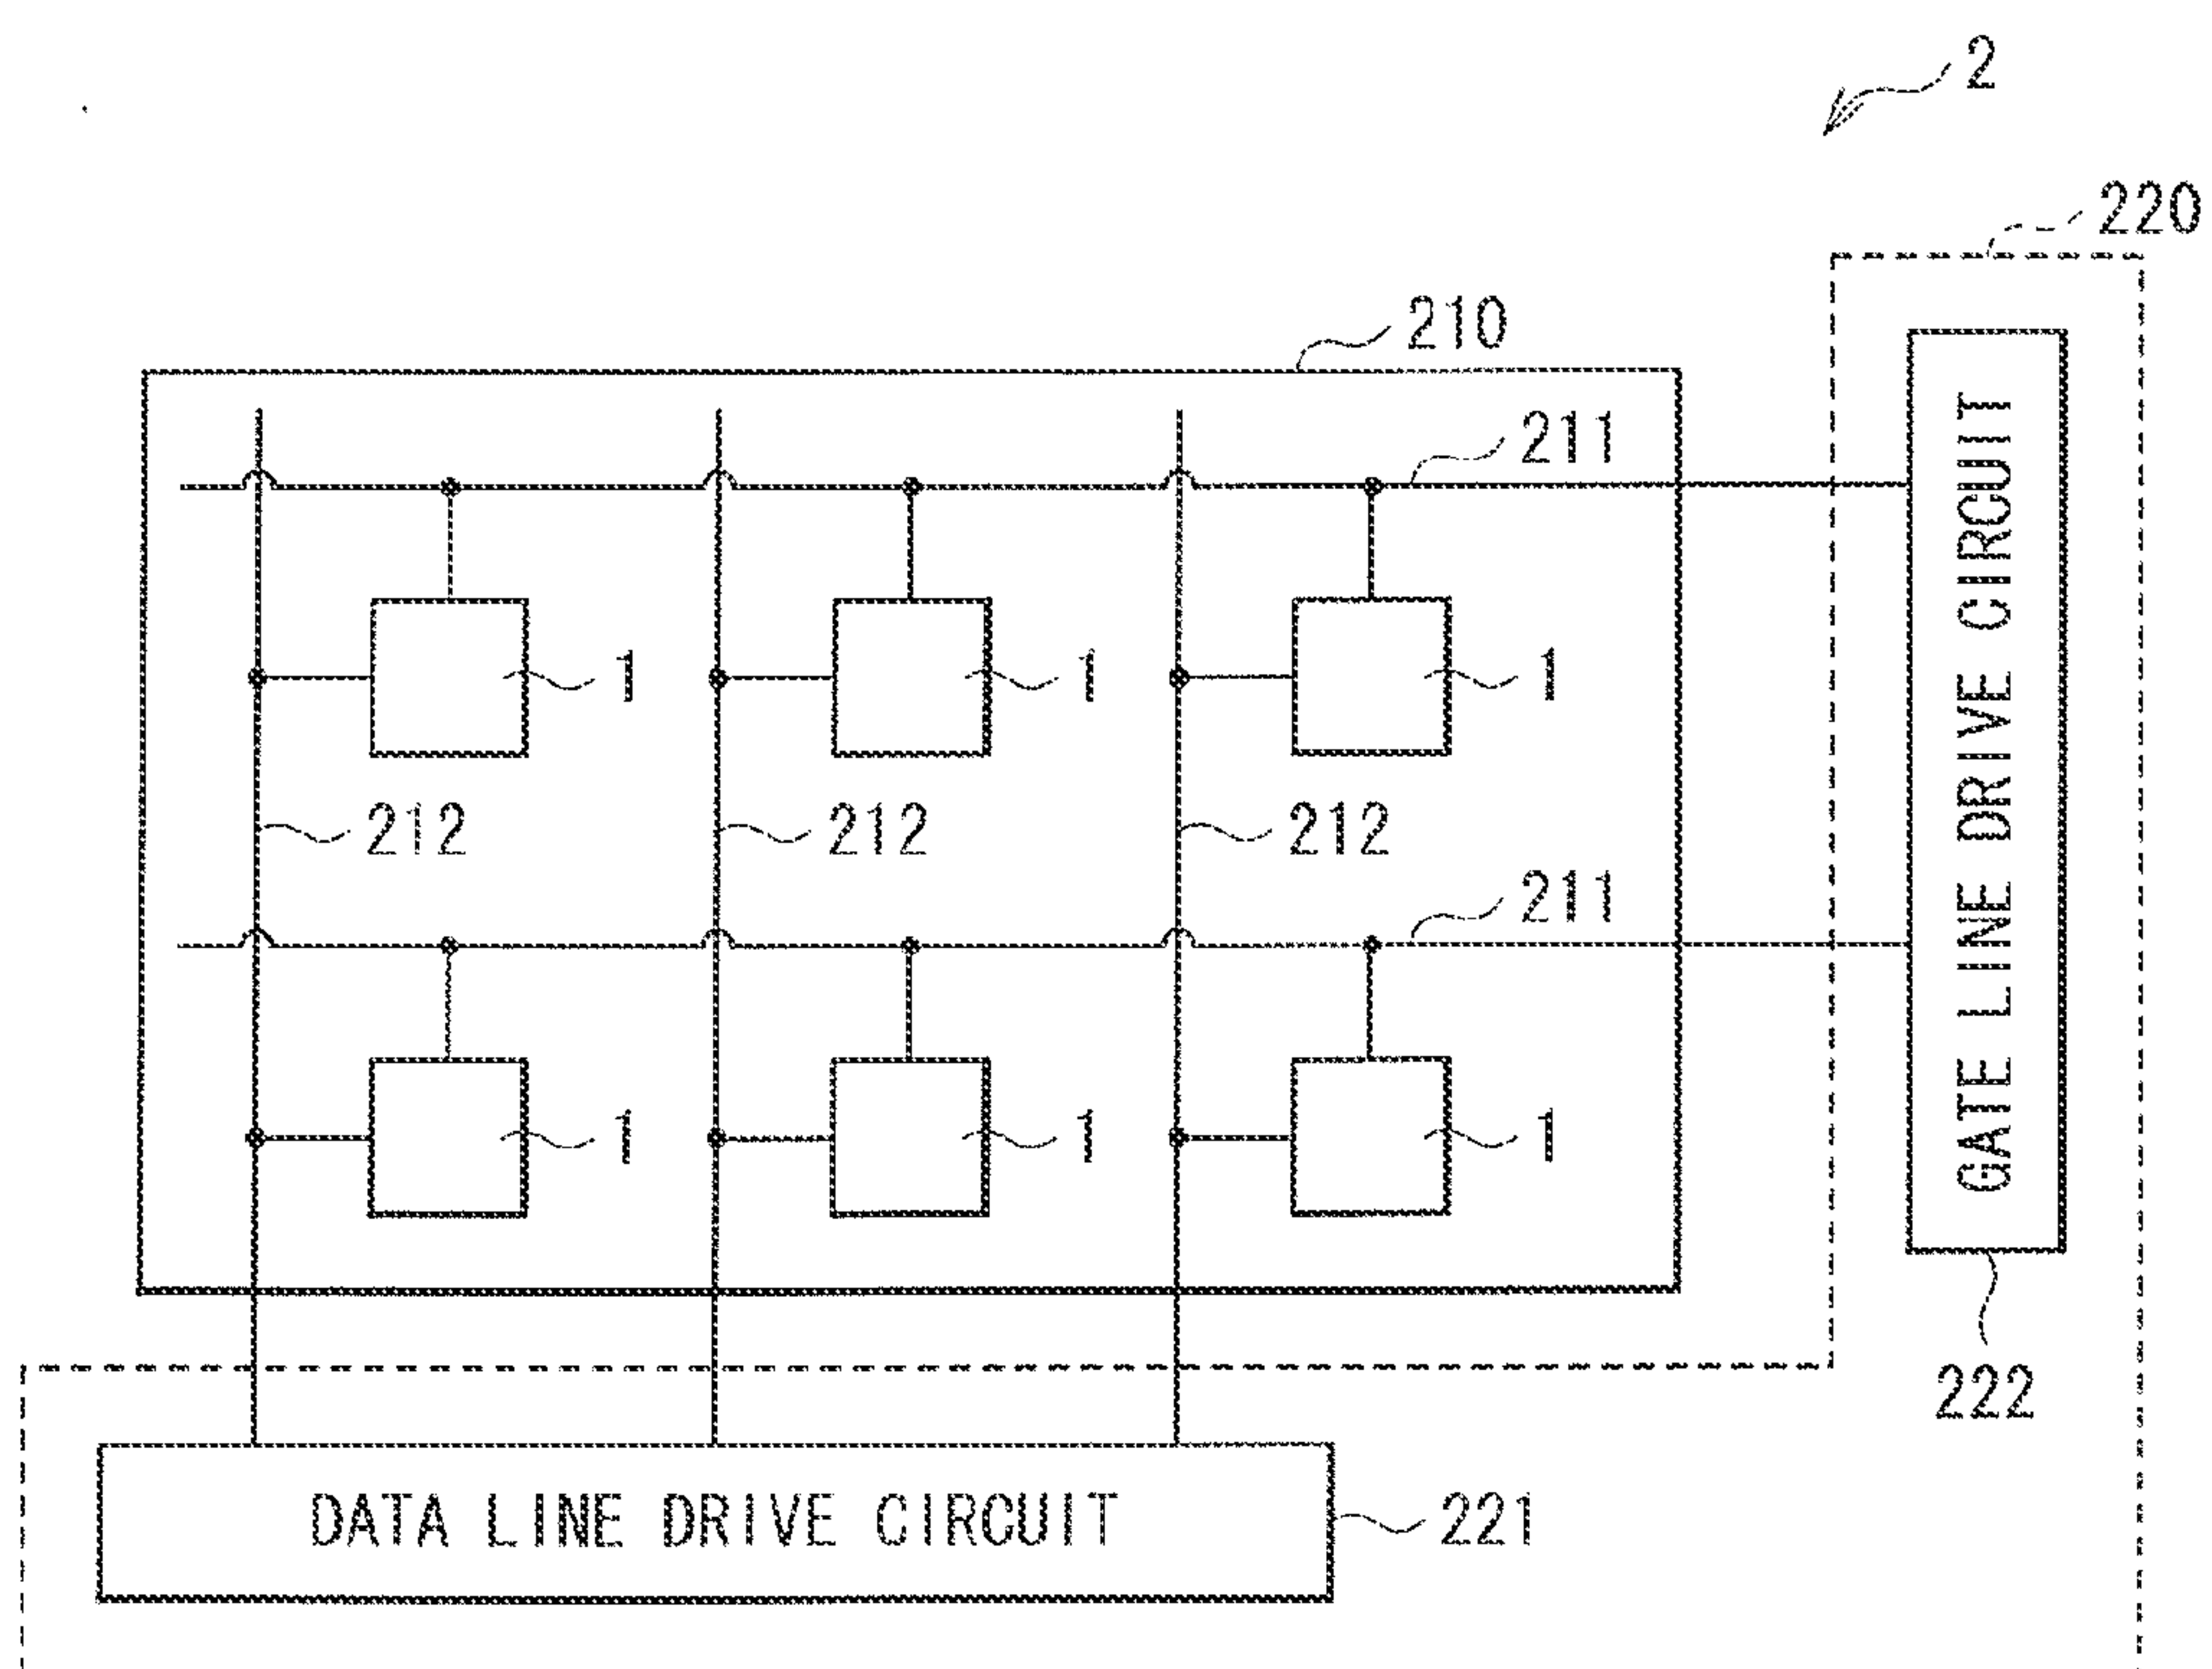 2
220
210
211
1 1 1
212 212 212
211
1 1 1
GATE LINE DRIVE CIRCUIT
222
DATA LINE DRIVE CIRCUIT
221